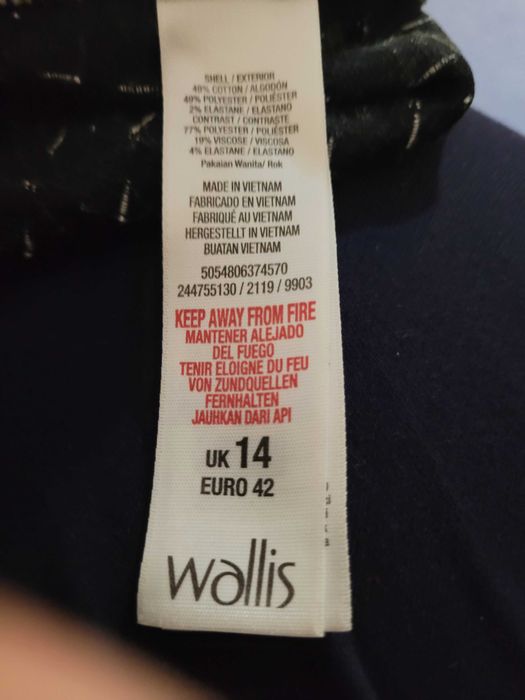 SHELL / EXTERIOR
49% COTTON / ALGODÓN
49% POLYESTER / POLIÉSTER
2% ELASTANE / ELASTANO
CONTRAST / CONTRASTE
77% POLYESTER / POLIÉSTER
19% VISCOSE / VISCOSA
4% ELASTANE / ELASTANO
Pakaian Wanita/ Rok
MADE IN VIETNAM
FABRICADO EN VIETNAM
FABRIQUÉ AU VIETNAM
HERGESTELLT IN VIETNAM
BUATAN VIETNAM
5054806374570
244755130 / 2119 / 9903
KEEP AWAY FROM FIRE
MANTENER ALEJADO
DEL FUEGO
TENIR ELOIGNE DU FEU
VON ZUNDQUELLEN
FERNHALTEN
JAUHKAN DARI API
UK 14
EURO 42
wallis